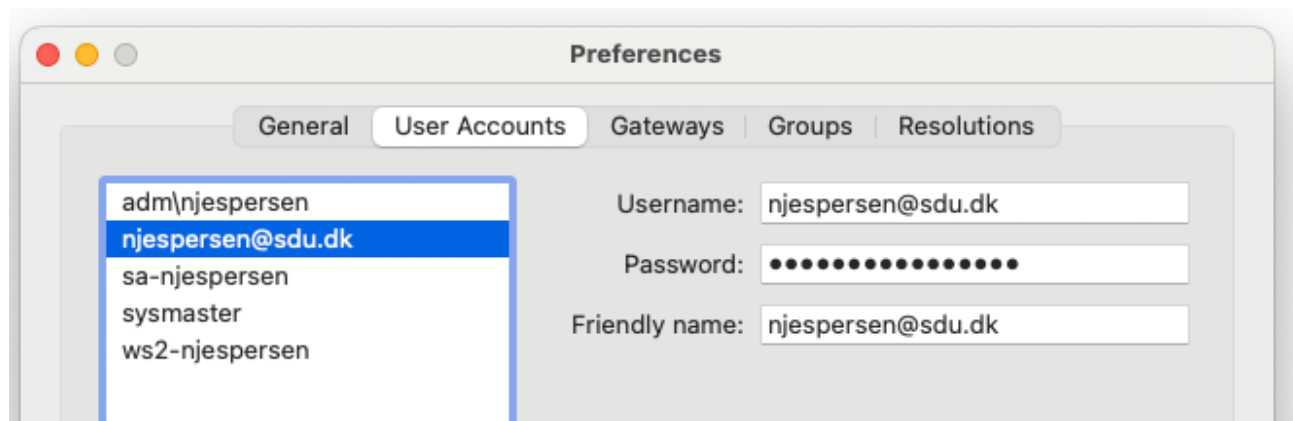 Preferences
General User Accounts Gateways Groups Resolutions
adm\njespersen
njespersen@sdu.dk
sa-njespersen
sysmaster
ws2-njespersen
Username: njespersen@sdu.dk
Password: ••••••••••••••••
Friendly name: njespersen@sdu.dk